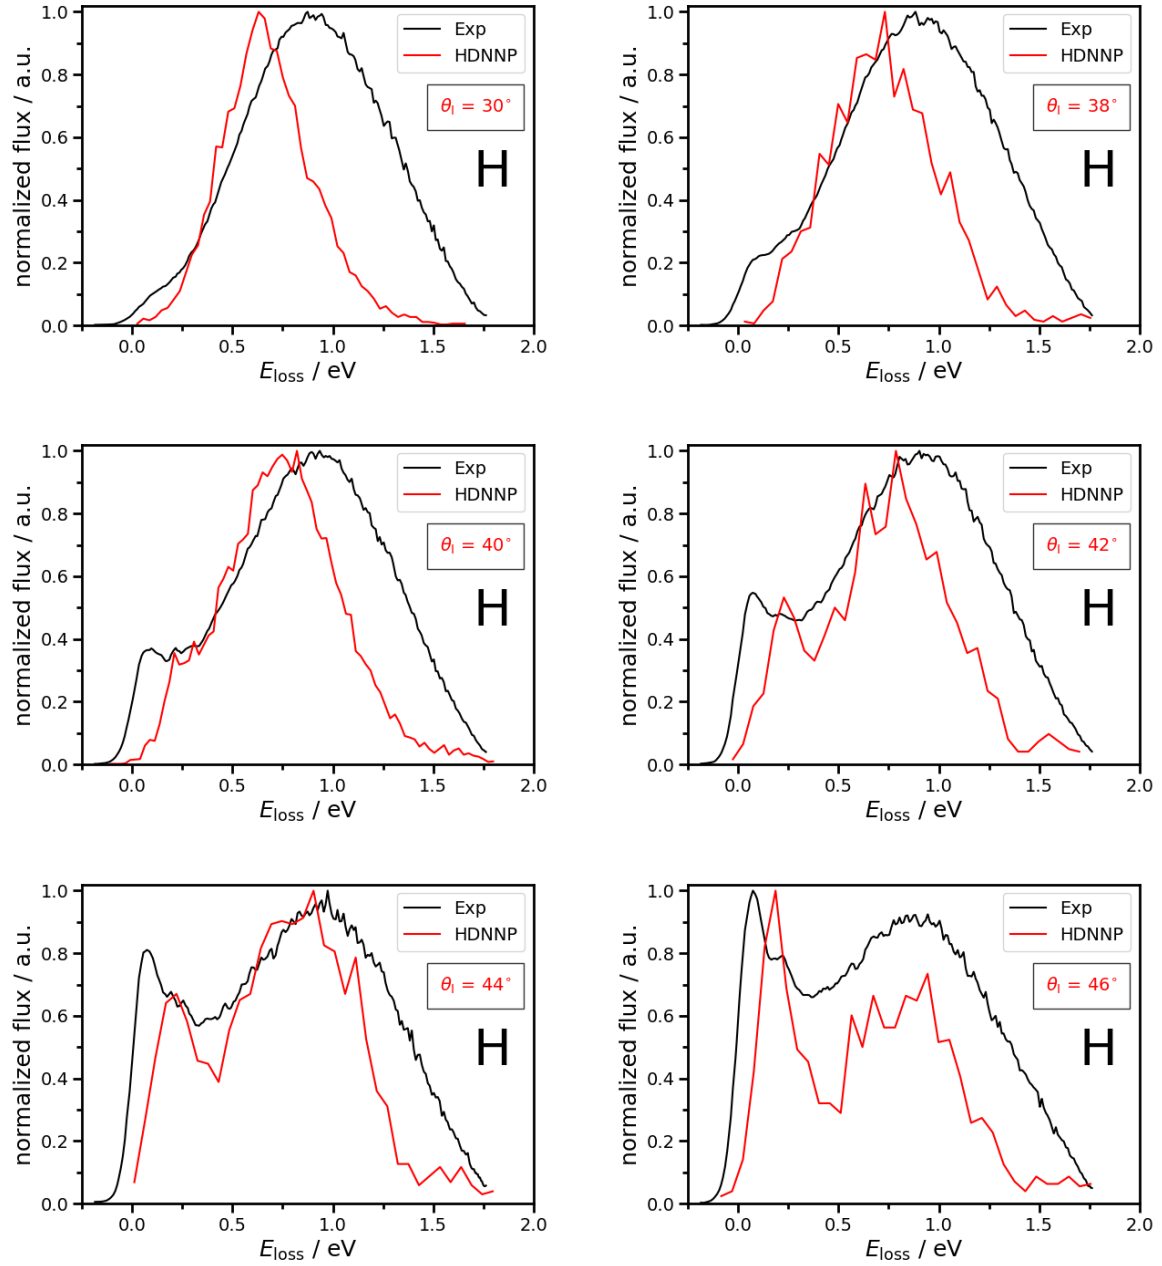 normalized flux / a.u.
1.0
0.8
0.6
0.4
0.2
0.0
Exp
HDNNP
θI = 30°
H
0.0 0.5 1.0 1.5 2.0
Eloss / eV
normalized flux / a.u.
1.0
0.8
0.6
0.4
0.2
0.0
Exp
HDNNP
θI = 38°
H
0.0 0.5 1.0 1.5 2.0
Eloss / eV
normalized flux / a.u.
1.0
0.8
0.6
0.4
0.2
0.0
Exp
HDNNP
θI = 40°
H
0.0 0.5 1.0 1.5 2.0
Eloss / eV
normalized flux / a.u.
1.0
0.8
0.6
0.4
0.2
0.0
Exp
HDNNP
θI = 42°
H
0.0 0.5 1.0 1.5 2.0
Eloss / eV
normalized flux / a.u.
1.0
0.8
0.6
0.4
0.2
0.0
Exp
HDNNP
θI = 44°
H
0.0 0.5 1.0 1.5 2.0
Eloss / eV
normalized flux / a.u.
1.0
0.8
0.6
0.4
0.2
0.0
Exp
HDNNP
θI = 46°
H
0.0 0.5 1.0 1.5 2.0
Eloss / eV